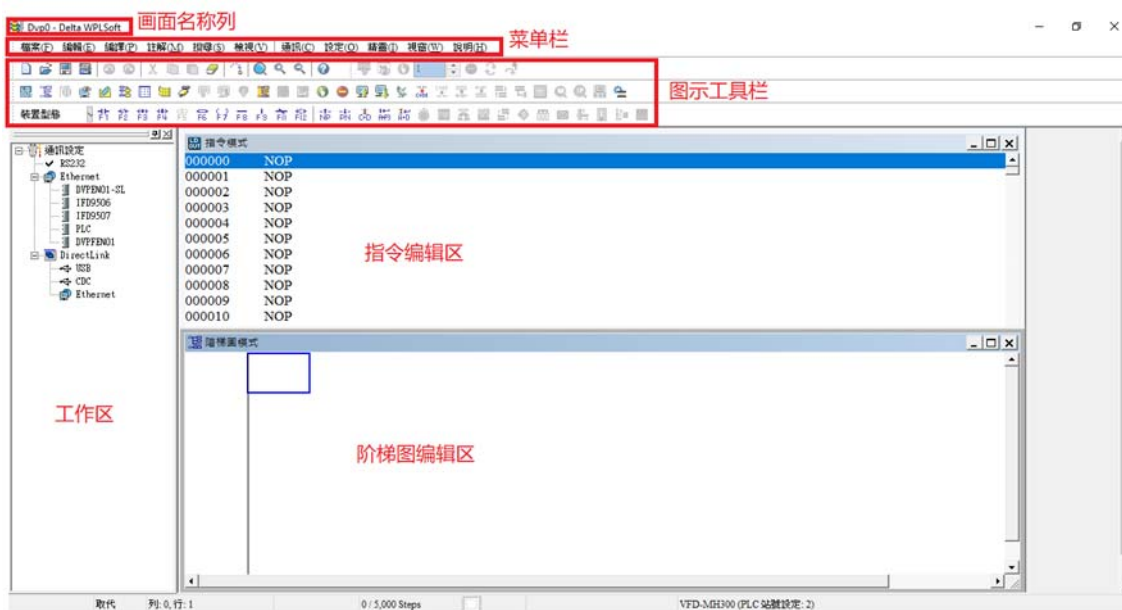 Dvp0 - Delta WPLSoft
画面名称列
檔案(F) 編輯(E) 編譯(P) 註解(M) 搜尋(S) 檢視(V) 通訊(C) 設定(O) 精靈(I) 視窗(W) 說明(H)
菜单栏
1
图示工具栏
裝置型態
通訊設定
RS232
Ethernet
DVPEN01-SL
IFD9506
IFD9507
PLC
DVPFEN01
DirectLink
USB
CDC
Ethernet
工作区
指令模式
000000 NOP
000001 NOP
000002 NOP
000003 NOP
000004 NOP
000005 NOP
000006 NOP
000007 NOP
000008 NOP
000009 NOP
000010 NOP
指令编辑区
階梯圖模式
阶梯图编辑区
取代 列: 0, 行: 1 0 / 5,000 Steps VFD-MH300 (PLC 站號設定: 2)